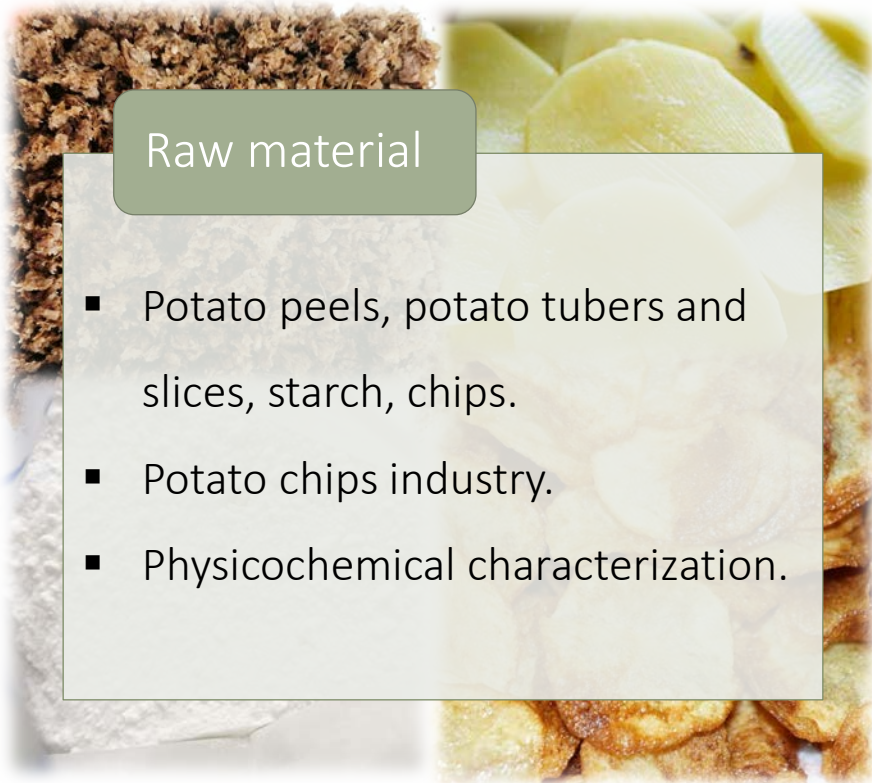 Raw material
▪ Potato peels, potato tubers and
slices, starch, chips.
▪ Potato chips industry.
▪ Physicochemical characterization.